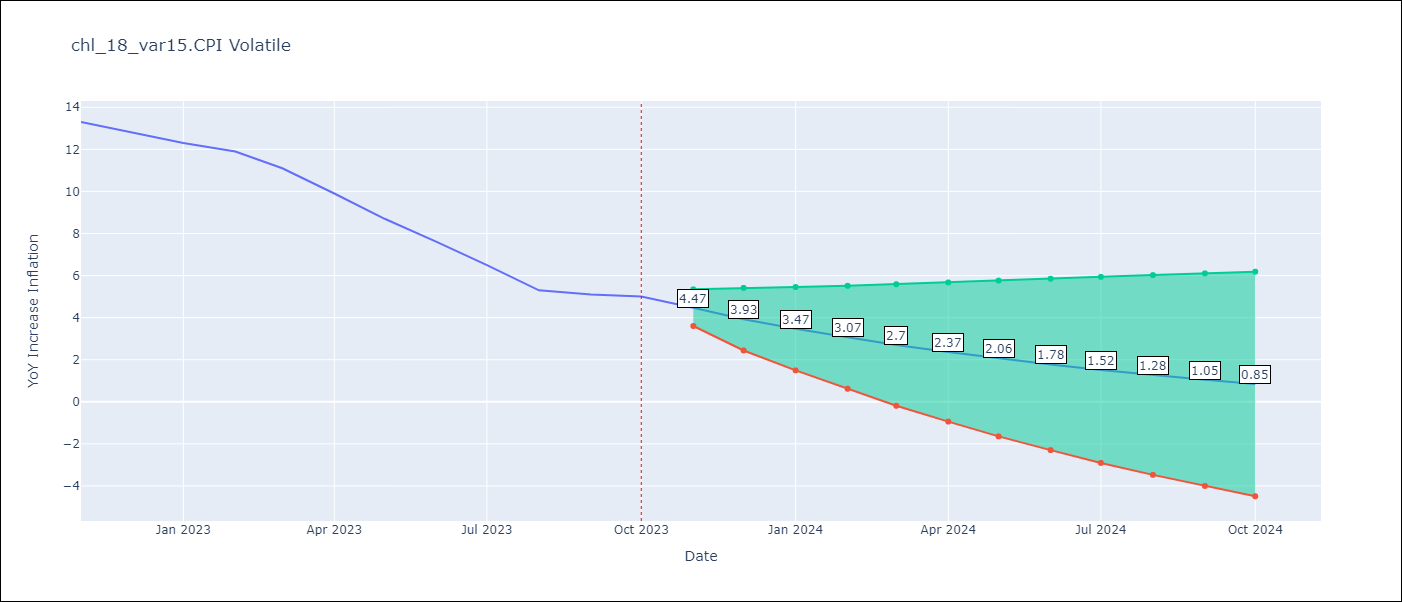 chl_18_var15.CPI Volatile
YoY Increase Inflation
14
12
10
8
6
4
2
0
−2
−4
4.47
3.93
3.47
3.07
2.7
2.37
2.06
1.78
1.52
1.28
1.05
0.85
Jan 2023
Apr 2023
Jul 2023
Oct 2023
Jan 2024
Apr 2024
Jul 2024
Oct 2024
Date